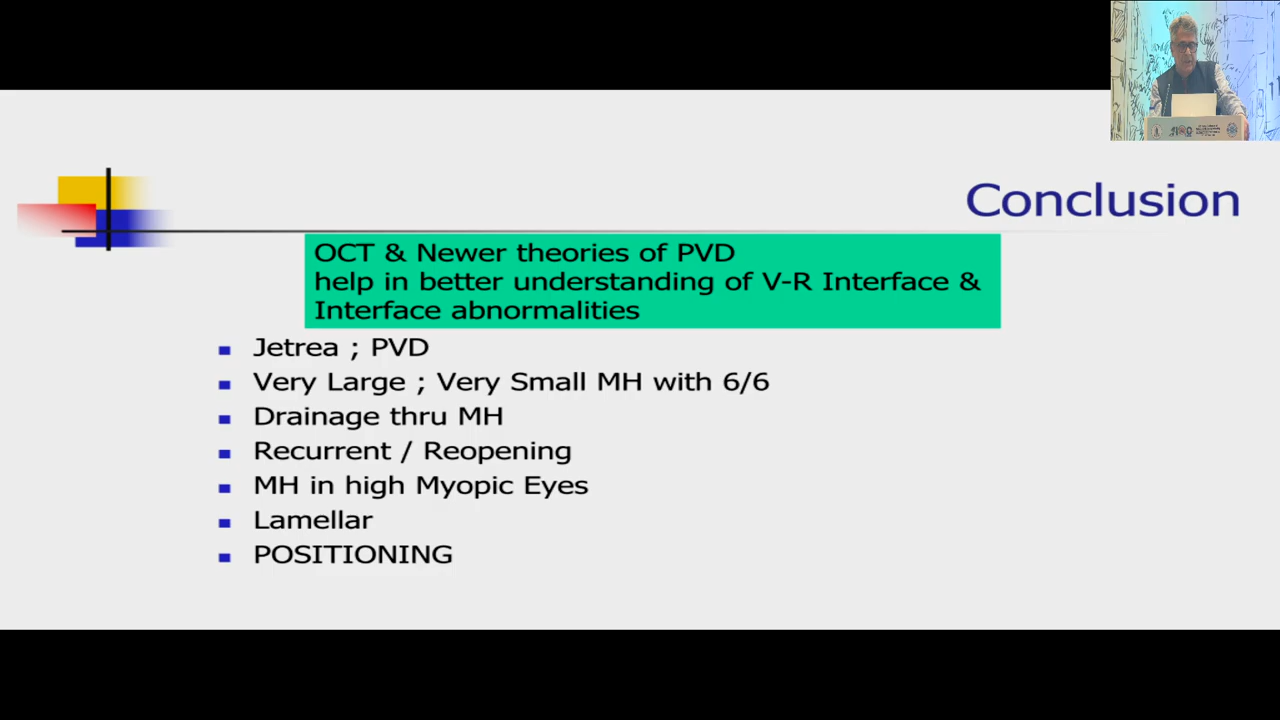 Conclusion
OCT & Newer theories of PVD
help in better understanding of V-R Interface &
Interface abnormalities
Jetrea ; PVD
Very Large ; Very Small MH with 6/6
Drainage thru MH
Recurrent / Reopening
MH in high Myopic Eyes
Lamellar
POSITIONING